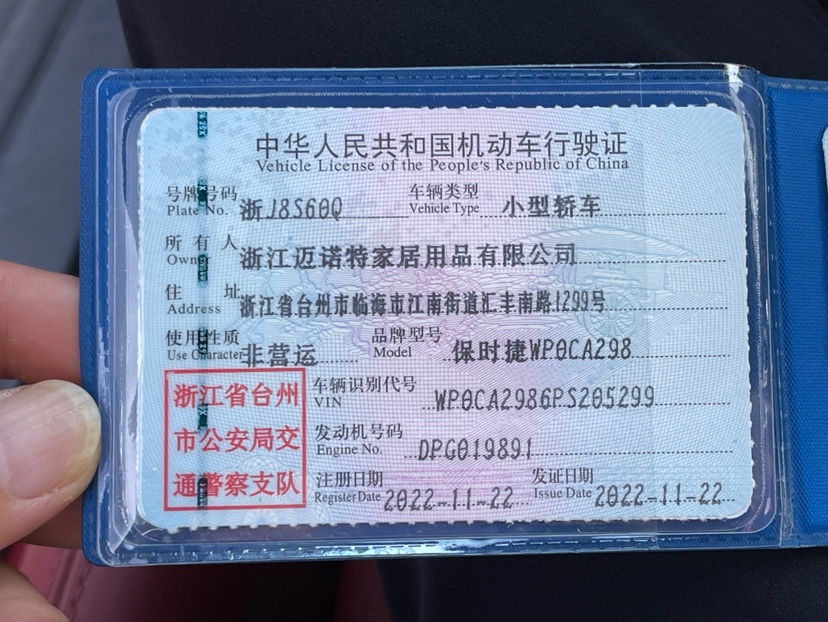 中华人民共和国机动车行驶证
Vehicle License of the People's Republic of China
号牌号码 浙J8S60Q 车辆类型 小型轿车
Plate No. Vehicle Type
所有人 浙江迈诺特家居用品有限公司
Owner
住址 浙江省台州市临海市江南街道汇丰南路1299号
Address
使用性质 非营运 品牌型号 保时捷WP0CA298
Use Character Model
浙江省台州
市公安局交
通警察支队
车辆识别代号 WP0CA2986PS205299
VIN
发动机号码 DPG019891
Engine No.
注册日期 2022-11-22 发证日期 2022-11-22
Register Date Issue Date